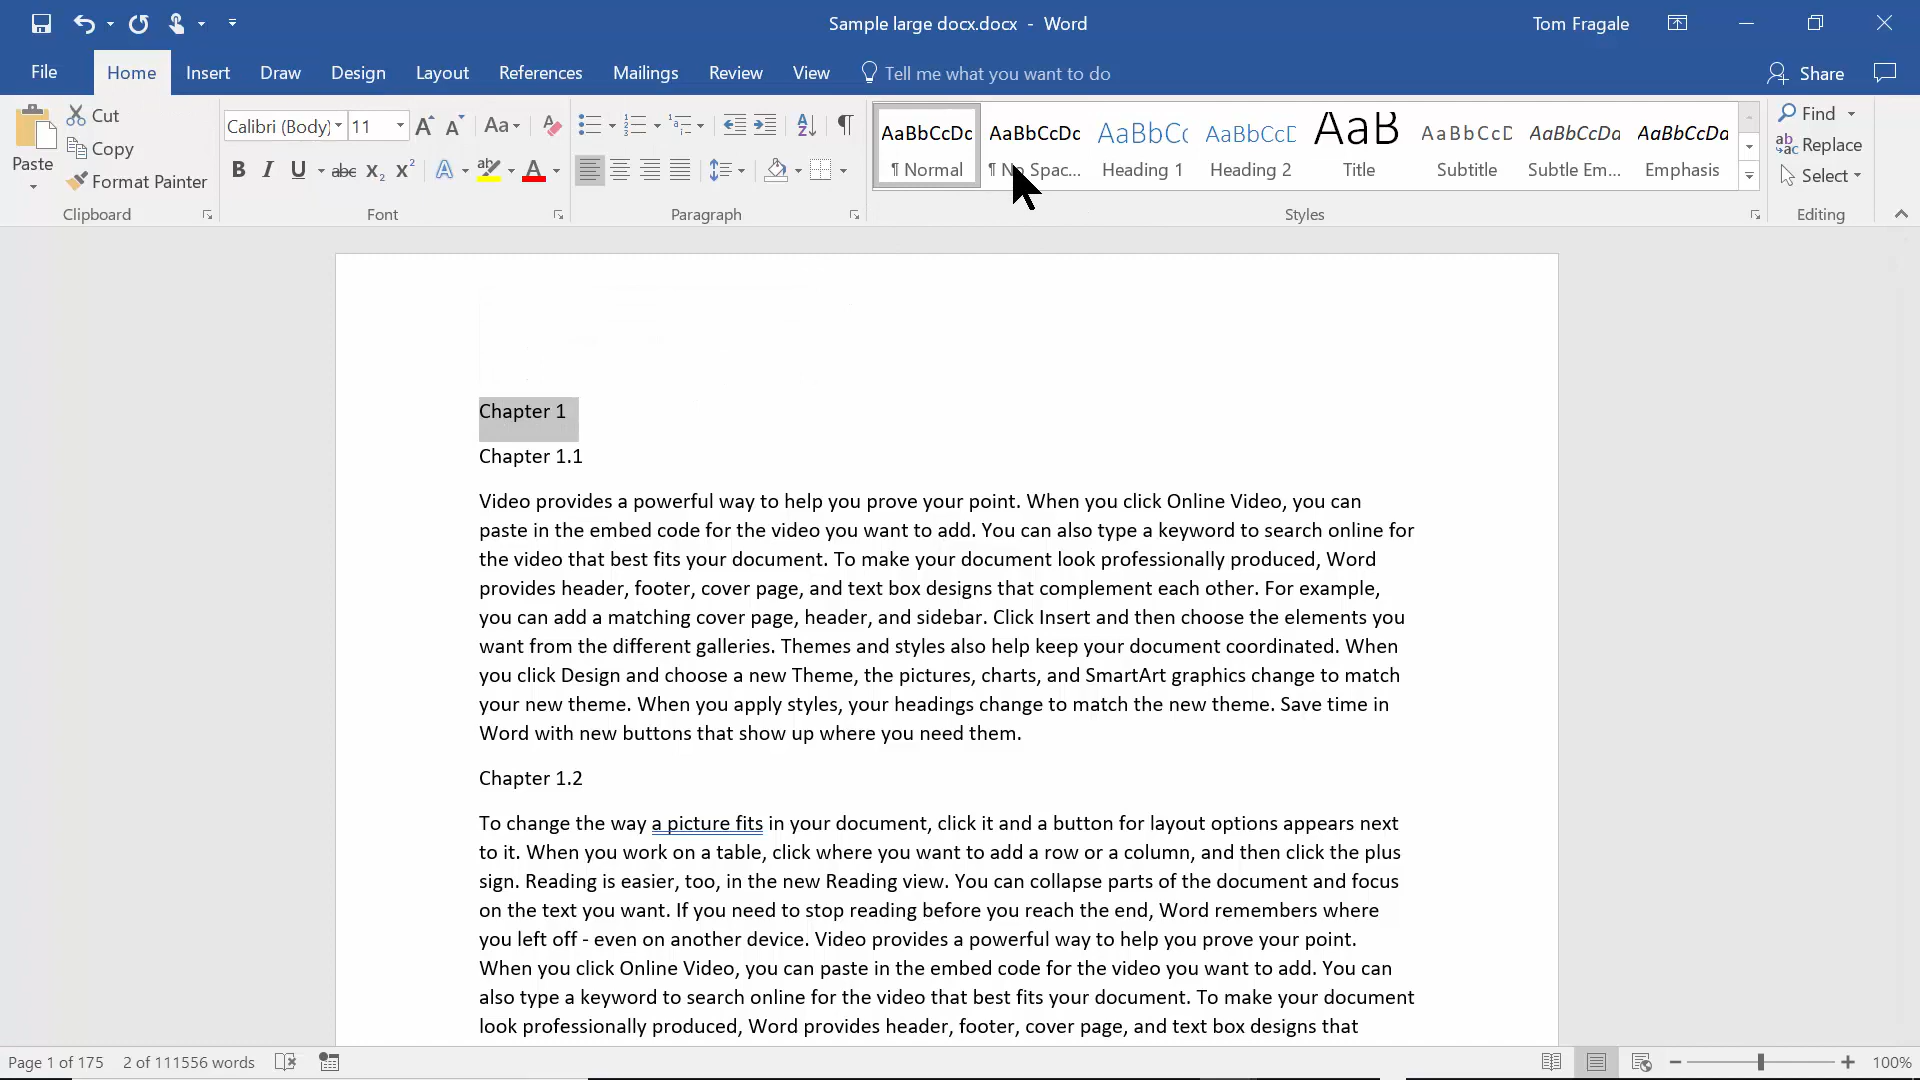 Sample large docx.docx - Word
Tom Fragale
File Home Insert Draw Design Layout References Mailings Review View Tell me what you want to do Share
Paste
Cut
Copy
Format Painter
Clipboard
Calibri (Body) 11
Aa
B I U abc X₂ X² A ab A
Font
Paragraph
AaBbCcDc AaBbCcDc AaBbCc AaBbCcD AaB AaBbCcD AaBbCcDa AaBbCcDa
¶ Normal ¶ No Spac... Heading 1 Heading 2 Title Subtitle Subtle Em... Emphasis
Styles
Find
Replace
Select
Editing
Chapter 1
Chapter 1.1
Video provides a powerful way to help you prove your point. When you click Online Video, you can
paste in the embed code for the video you want to add. You can also type a keyword to search online for
the video that best fits your document. To make your document look professionally produced, Word
provides header, footer, cover page, and text box designs that complement each other. For example,
you can add a matching cover page, header, and sidebar. Click Insert and then choose the elements you
want from the different galleries. Themes and styles also help keep your document coordinated. When
you click Design and choose a new Theme, the pictures, charts, and SmartArt graphics change to match
your new theme. When you apply styles, your headings change to match the new theme. Save time in
Word with new buttons that show up where you need them.
Chapter 1.2
To change the way a picture fits in your document, click it and a button for layout options appears next
to it. When you work on a table, click where you want to add a row or a column, and then click the plus
sign. Reading is easier, too, in the new Reading view. You can collapse parts of the document and focus
on the text you want. If you need to stop reading before you reach the end, Word remembers where
you left off - even on another device. Video provides a powerful way to help you prove your point.
When you click Online Video, you can paste in the embed code for the video you want to add. You can
also type a keyword to search online for the video that best fits your document. To make your document
look professionally produced, Word provides header, footer, cover page, and text box designs that
Page 1 of 175 2 of 111556 words 100%